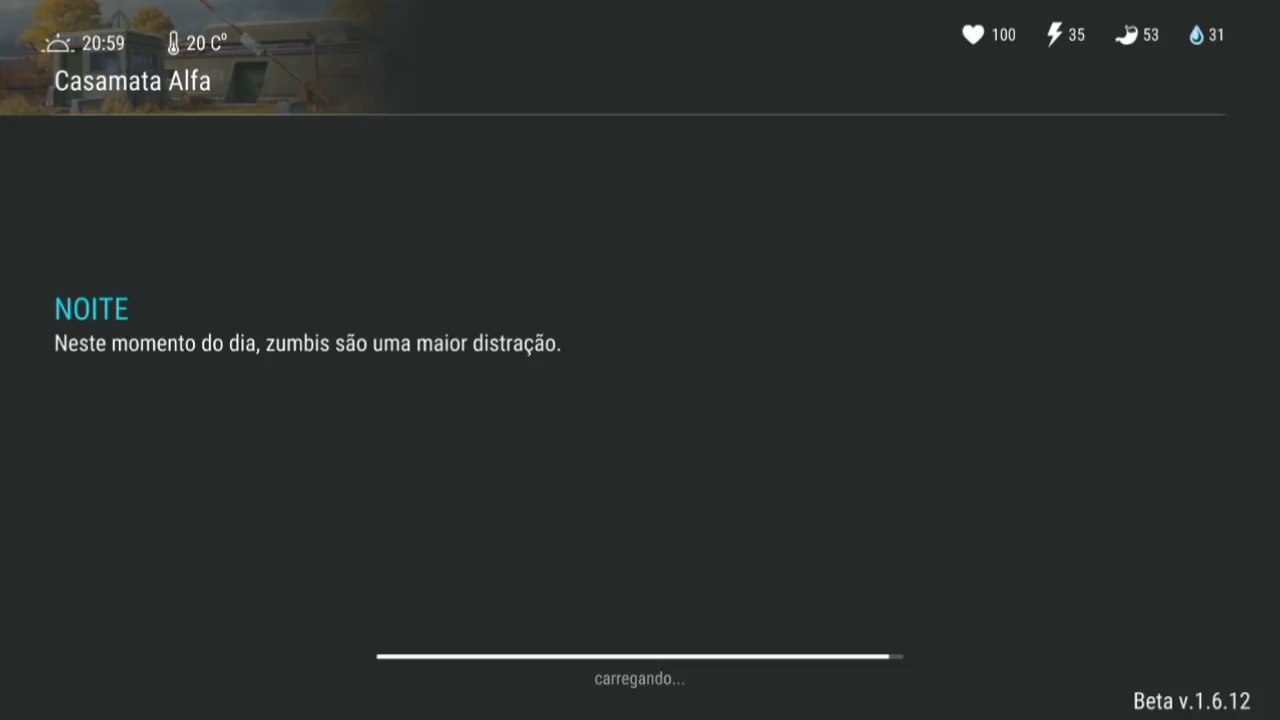 20:59 20 Cº 100 35 53 31
Casamata Alfa
NOITE
Neste momento do dia, zumbis são uma maior distração.
carregando...
Beta v.1.6.12